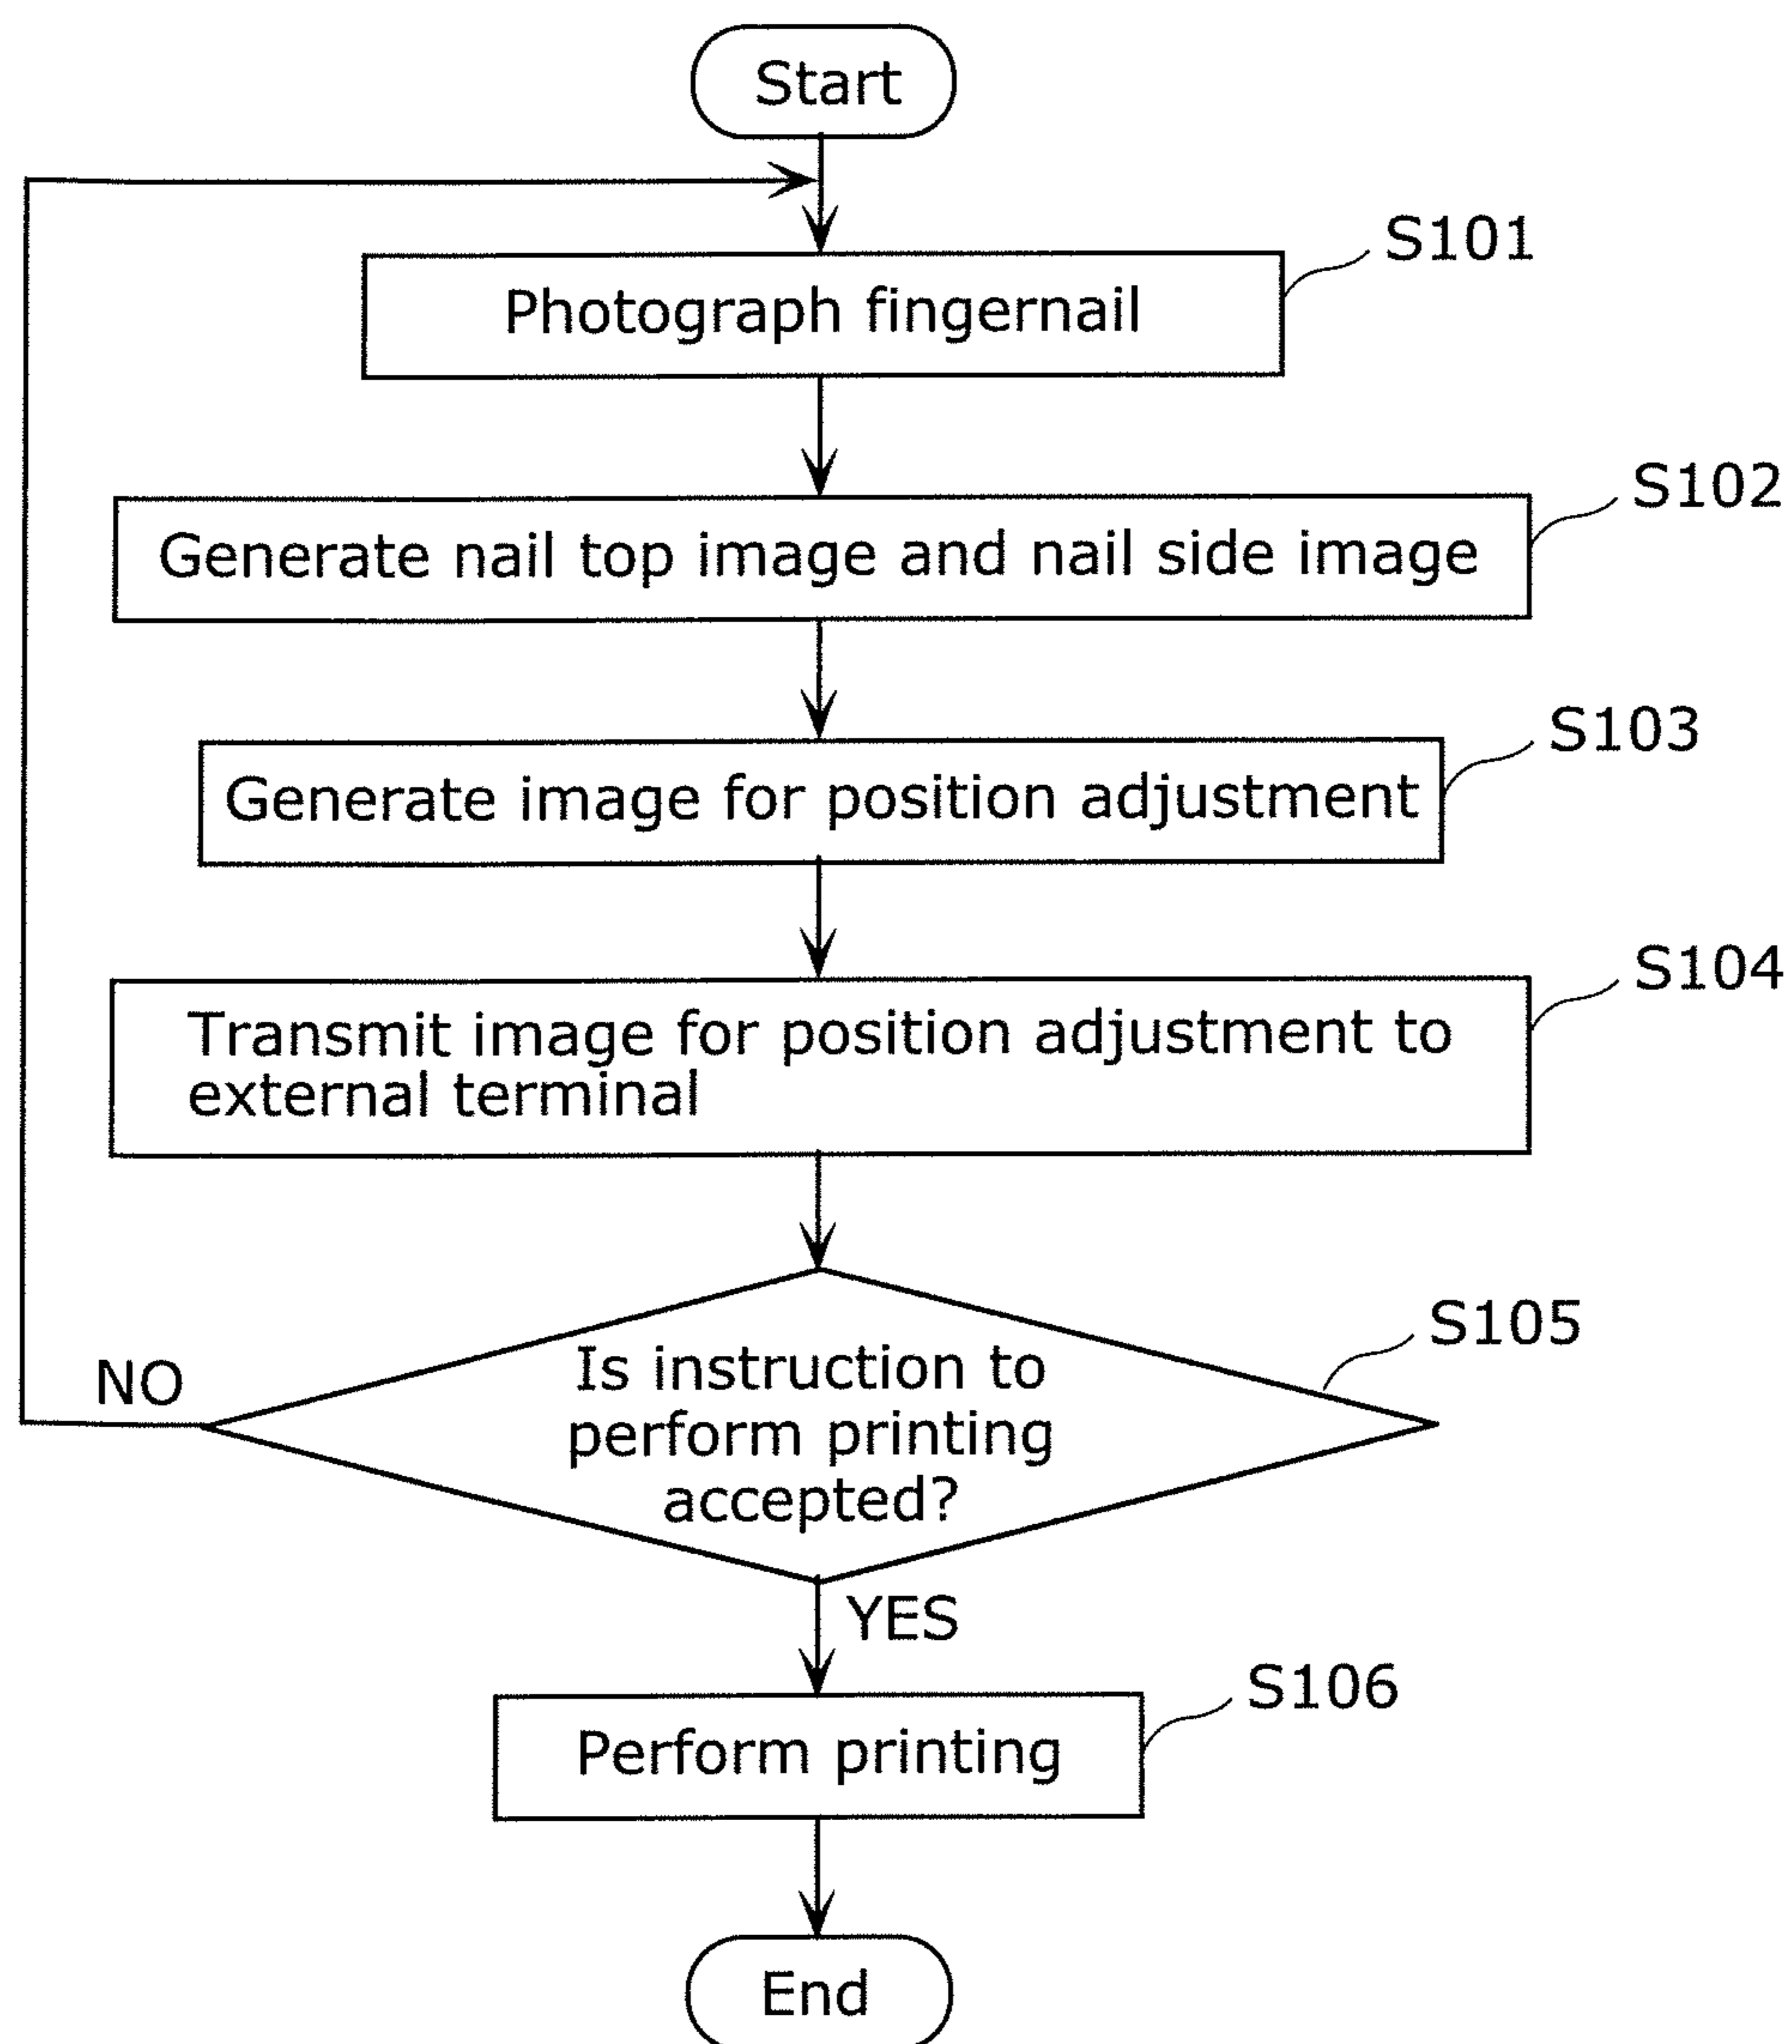 Start
S101
Photograph fingernail
S102
Generate nail top image and nail side image
S103
Generate image for position adjustment
S104
Transmit image for position adjustment to
external terminal
S105
Is instruction to
perform printing
accepted?
NO
YES
S106
Perform printing
End